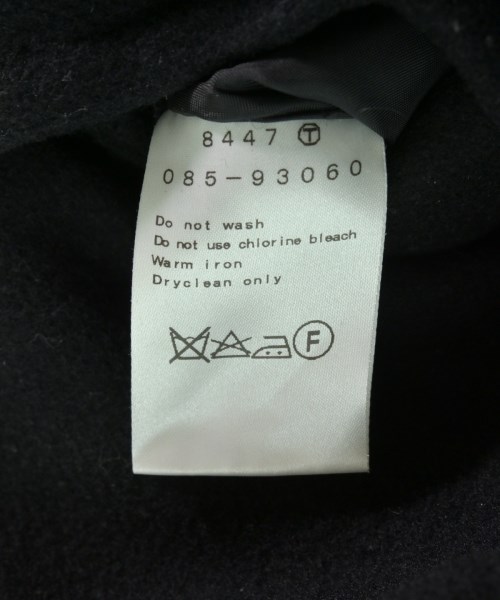 8447 Ⓣ
085-93060
Do not wash
Do not use chlorine bleach
Warm iron
Dryclean only
F